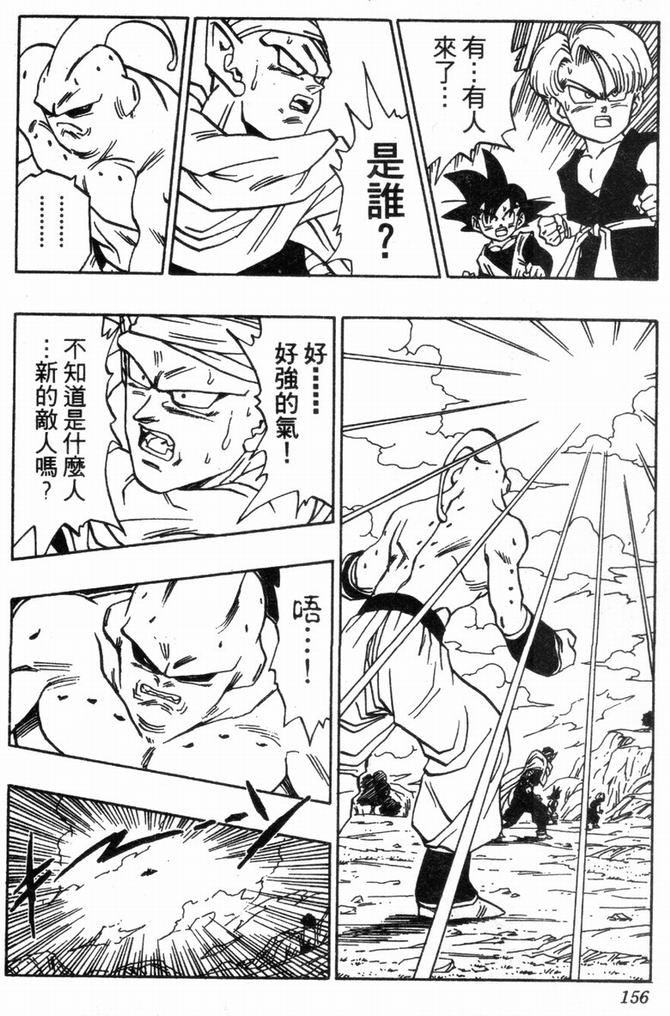 有…有人
來了…
是誰？
…………
好……
好強的氣！
不知道是什麼人
…新的敵人嗎？
唔…！
156